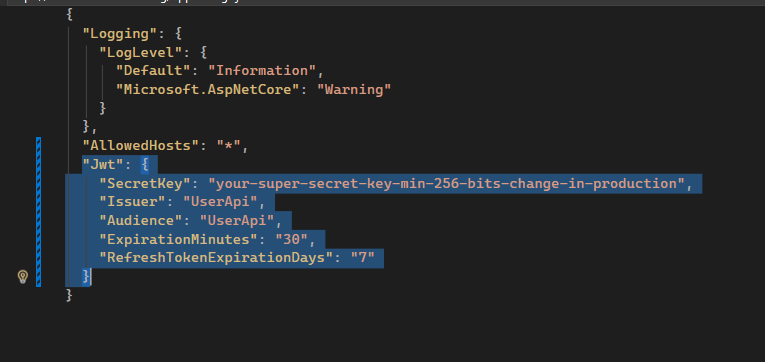 {
"Logging": {
"LogLevel": {
"Default": "Information",
"Microsoft.AspNetCore": "Warning"
}
},
"AllowedHosts": "*",
"Jwt": {
"SecretKey": "your-super-secret-key-min-256-bits-change-in-production",
"Issuer": "UserApi",
"Audience": "UserApi",
"ExpirationMinutes": "30",
"RefreshTokenExpirationDays": "7"
}
}